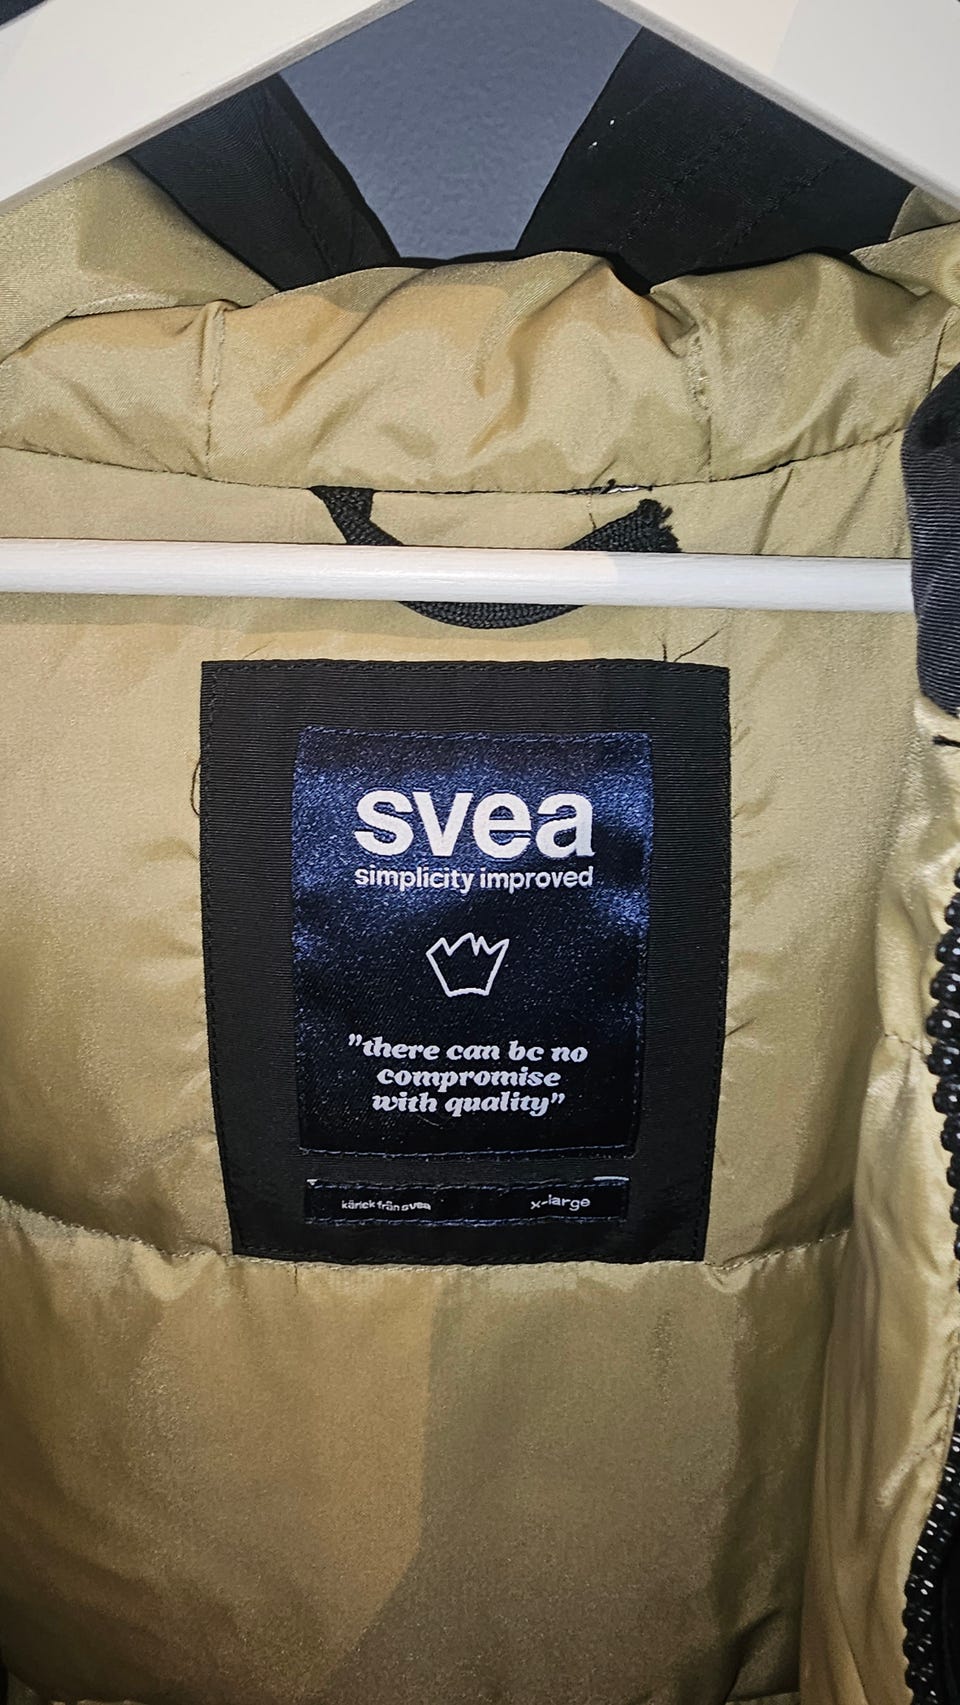 svea
simplicity improved
"there can be no
compromise
with quality"
kärlek från svea
x-large